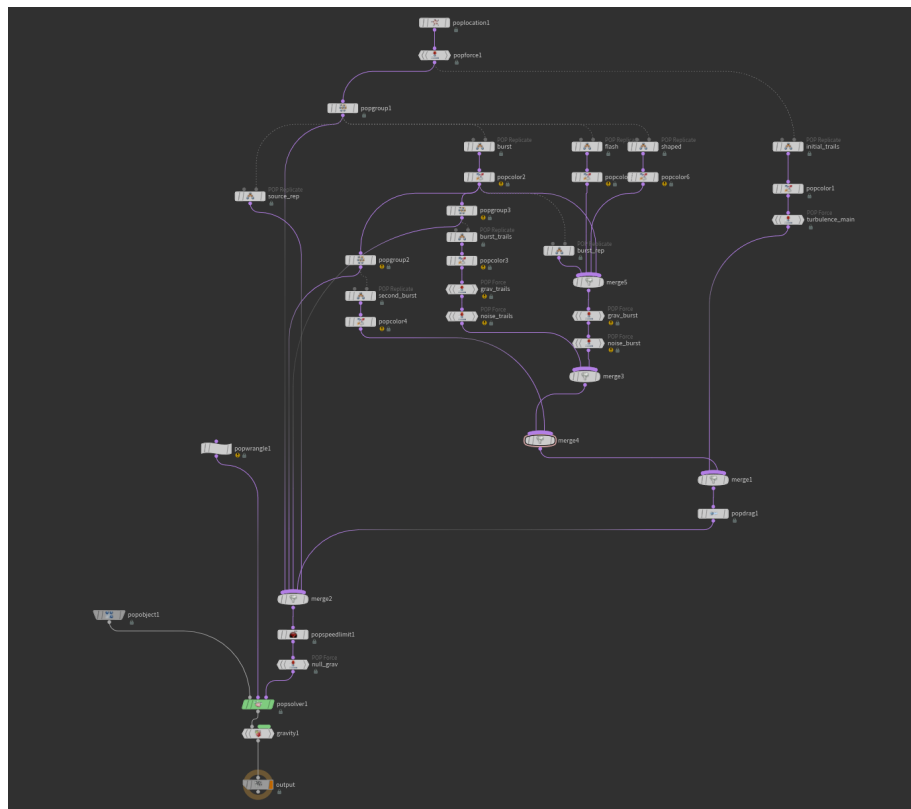 poplocation1
popforce1
popgroup1
POP Replicate
burst
POP Replic
flash
POP Replicate
shaped
POP Replicate
initial_trails
popcolor2
popcolo
popcolor6
popcolor1
POP Replicate
source_rep
popgroup3
POP Force
turbulence_main
POP Replicate
burst_trails
POP Replicate
burst_rep
popgroup2
popcolor3
merge5
POP Force
grav_trails
POP Replicate
second_burst
POP Force
noise_trails
POP Force
grav_burst
popcolor4
POP Force
noise_burst
merge3
merge4
popwrangle1
merge1
popdrag1
merge2
popobject1
popspeedlimit1
POP Force
null_grav
popsolver1
gravity1
output